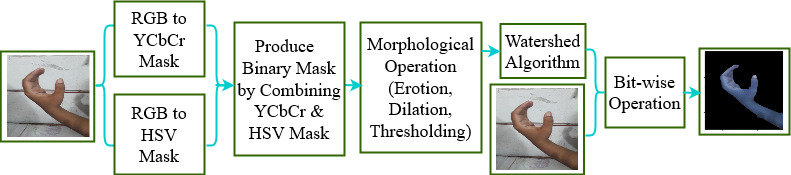 RGB to
YCbCr
Mask
RGB to
HSV
Mask
Produce
Binary Mask
by Combining
YCbCr &
HSV Mask
Morphological
Operation
(Erotion,
Dilation,
Thresholding)
Watershed
Algorithm
Bit-wise
Operation